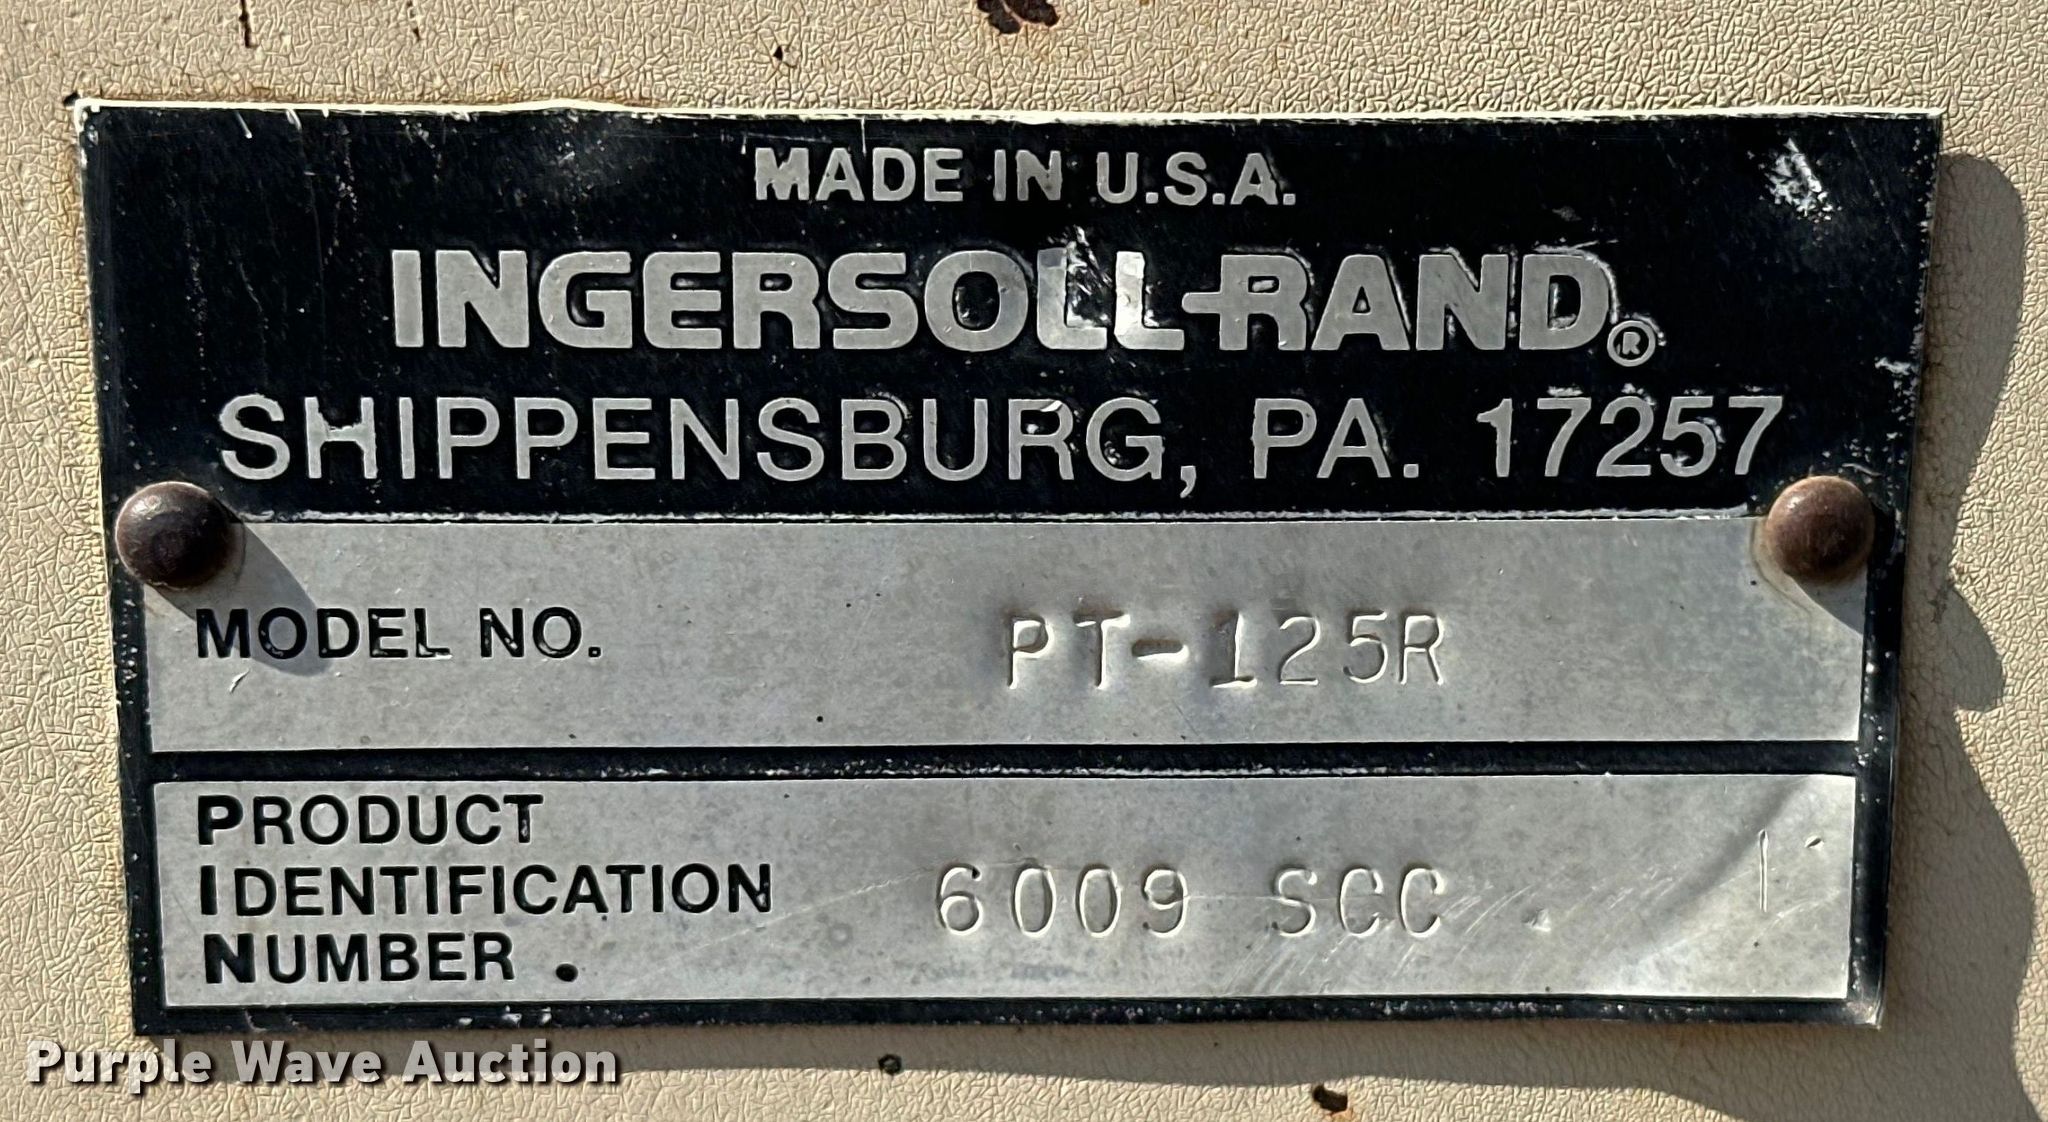 MADE IN U.S.A.
INGERSOLL-RAND®
SHIPPENSBURG, PA. 17257
MODEL NO. PT-125R
PRODUCT
IDENTIFICATION 6009 SCC
NUMBER
Purple Wave Auction